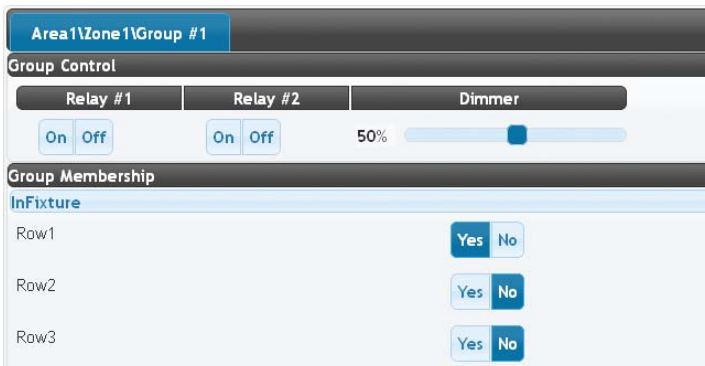 Area1\Zone1\Group #1
Group Control
Relay #1 Relay #2 Dimmer
On Off On Off 50%
Group Membership
InFixture
Row1 Yes No
Row2 Yes No
Row3 Yes No